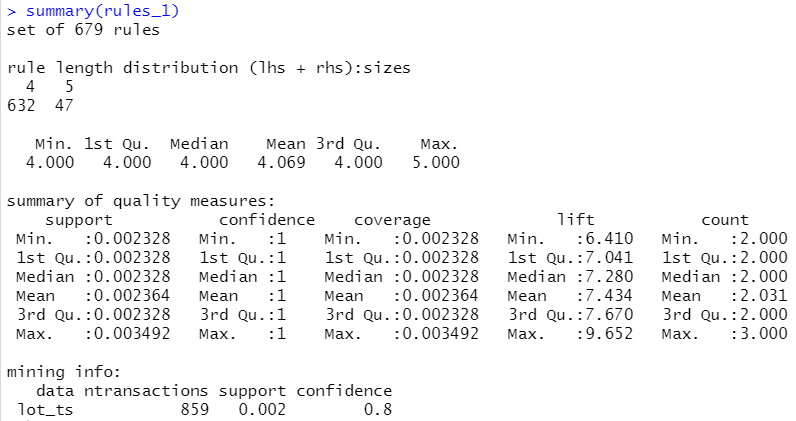 > summary(rules_1)
set of 679 rules

rule length distribution (lhs + rhs):sizes
  4   5
632  47

   Min. 1st Qu.  Median    Mean 3rd Qu.    Max.
  4.000   4.000   4.000   4.069   4.000   5.000

summary of quality measures:
    support           confidence    coverage             lift           count
 Min.   :0.002328   Min.   :1   Min.   :0.002328   Min.   :6.410   Min.   :2.000
 1st Qu.:0.002328   1st Qu.:1   1st Qu.:0.002328   1st Qu.:7.041   1st Qu.:2.000
 Median :0.002328   Median :1   Median :0.002328   Median :7.280   Median :2.000
 Mean   :0.002364   Mean   :1   Mean   :0.002364   Mean   :7.434   Mean   :2.031
 3rd Qu.:0.002328   3rd Qu.:1   3rd Qu.:0.002328   3rd Qu.:7.670   3rd Qu.:2.000
 Max.   :0.003492   Max.   :1   Max.   :0.003492   Max.   :9.652   Max.   :3.000

mining info:
   data ntransactions support confidence
 lot_ts           859   0.002        0.8